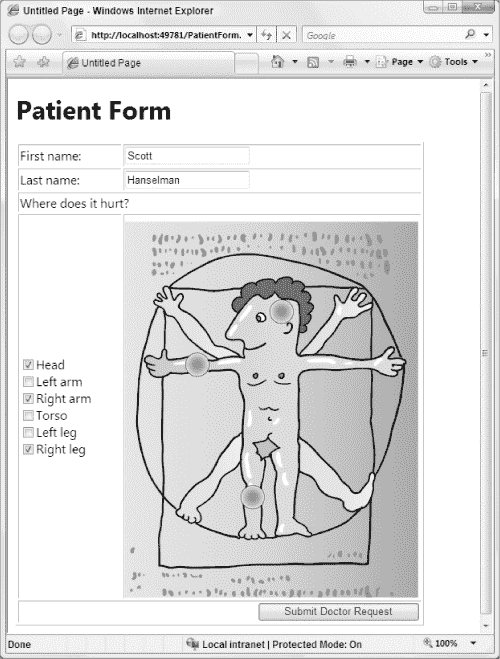 Untitled Page - Windows Internet Explorer
http://localhost:49781/PatientForm.
Google
Untitled Page
Page
Tools
Patient Form
First name: Scott
Last name: Hanselman
Where does it hurt?
Head
Left arm
Right arm
Torso
Left leg
Right leg
Submit Doctor Request
Done
Local intranet | Protected Mode: On
100%